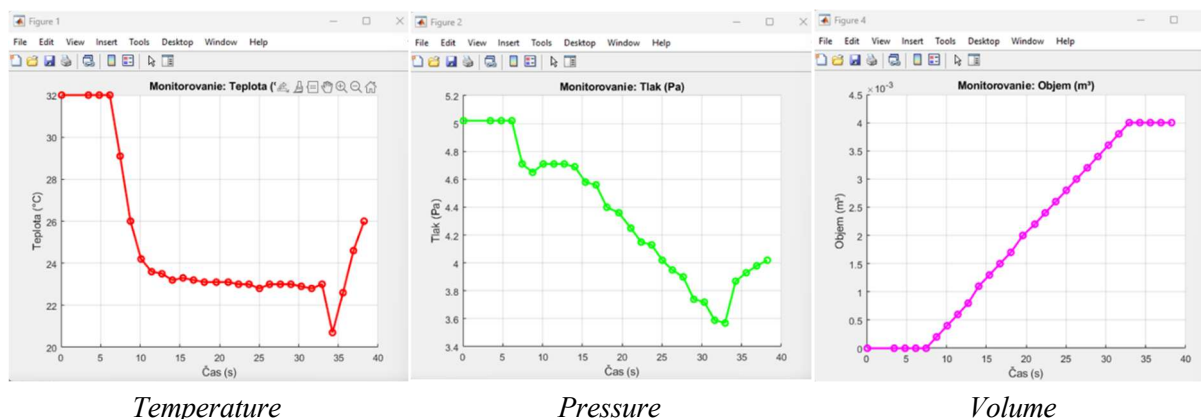 Figure 1
File Edit View Insert Tools Desktop Window Help
Monitorovanie: Teplota (°
32
30
28
26
24
22
20
Teplota (°C)
0 5 10 15 20 25 30 35 40
Čas (s)
Temperature
Figure 2
File Edit View Insert Tools Desktop Window Help
Monitorovanie: Tlak (Pa)
5.2
5
4.8
4.6
4.4
4.2
4
3.8
3.6
3.4
Tlak (Pa)
0 5 10 15 20 25 30 35 40
Čas (s)
Pressure
Figure 4
File Edit View Insert Tools Desktop Window Help
Monitorovanie: Objem (m³)
×10⁻³
4.5
4
3.5
3
2.5
2
1.5
1
0.5
0
Objem (m³)
0 5 10 15 20 25 30 35 40
Čas (s)
Volume